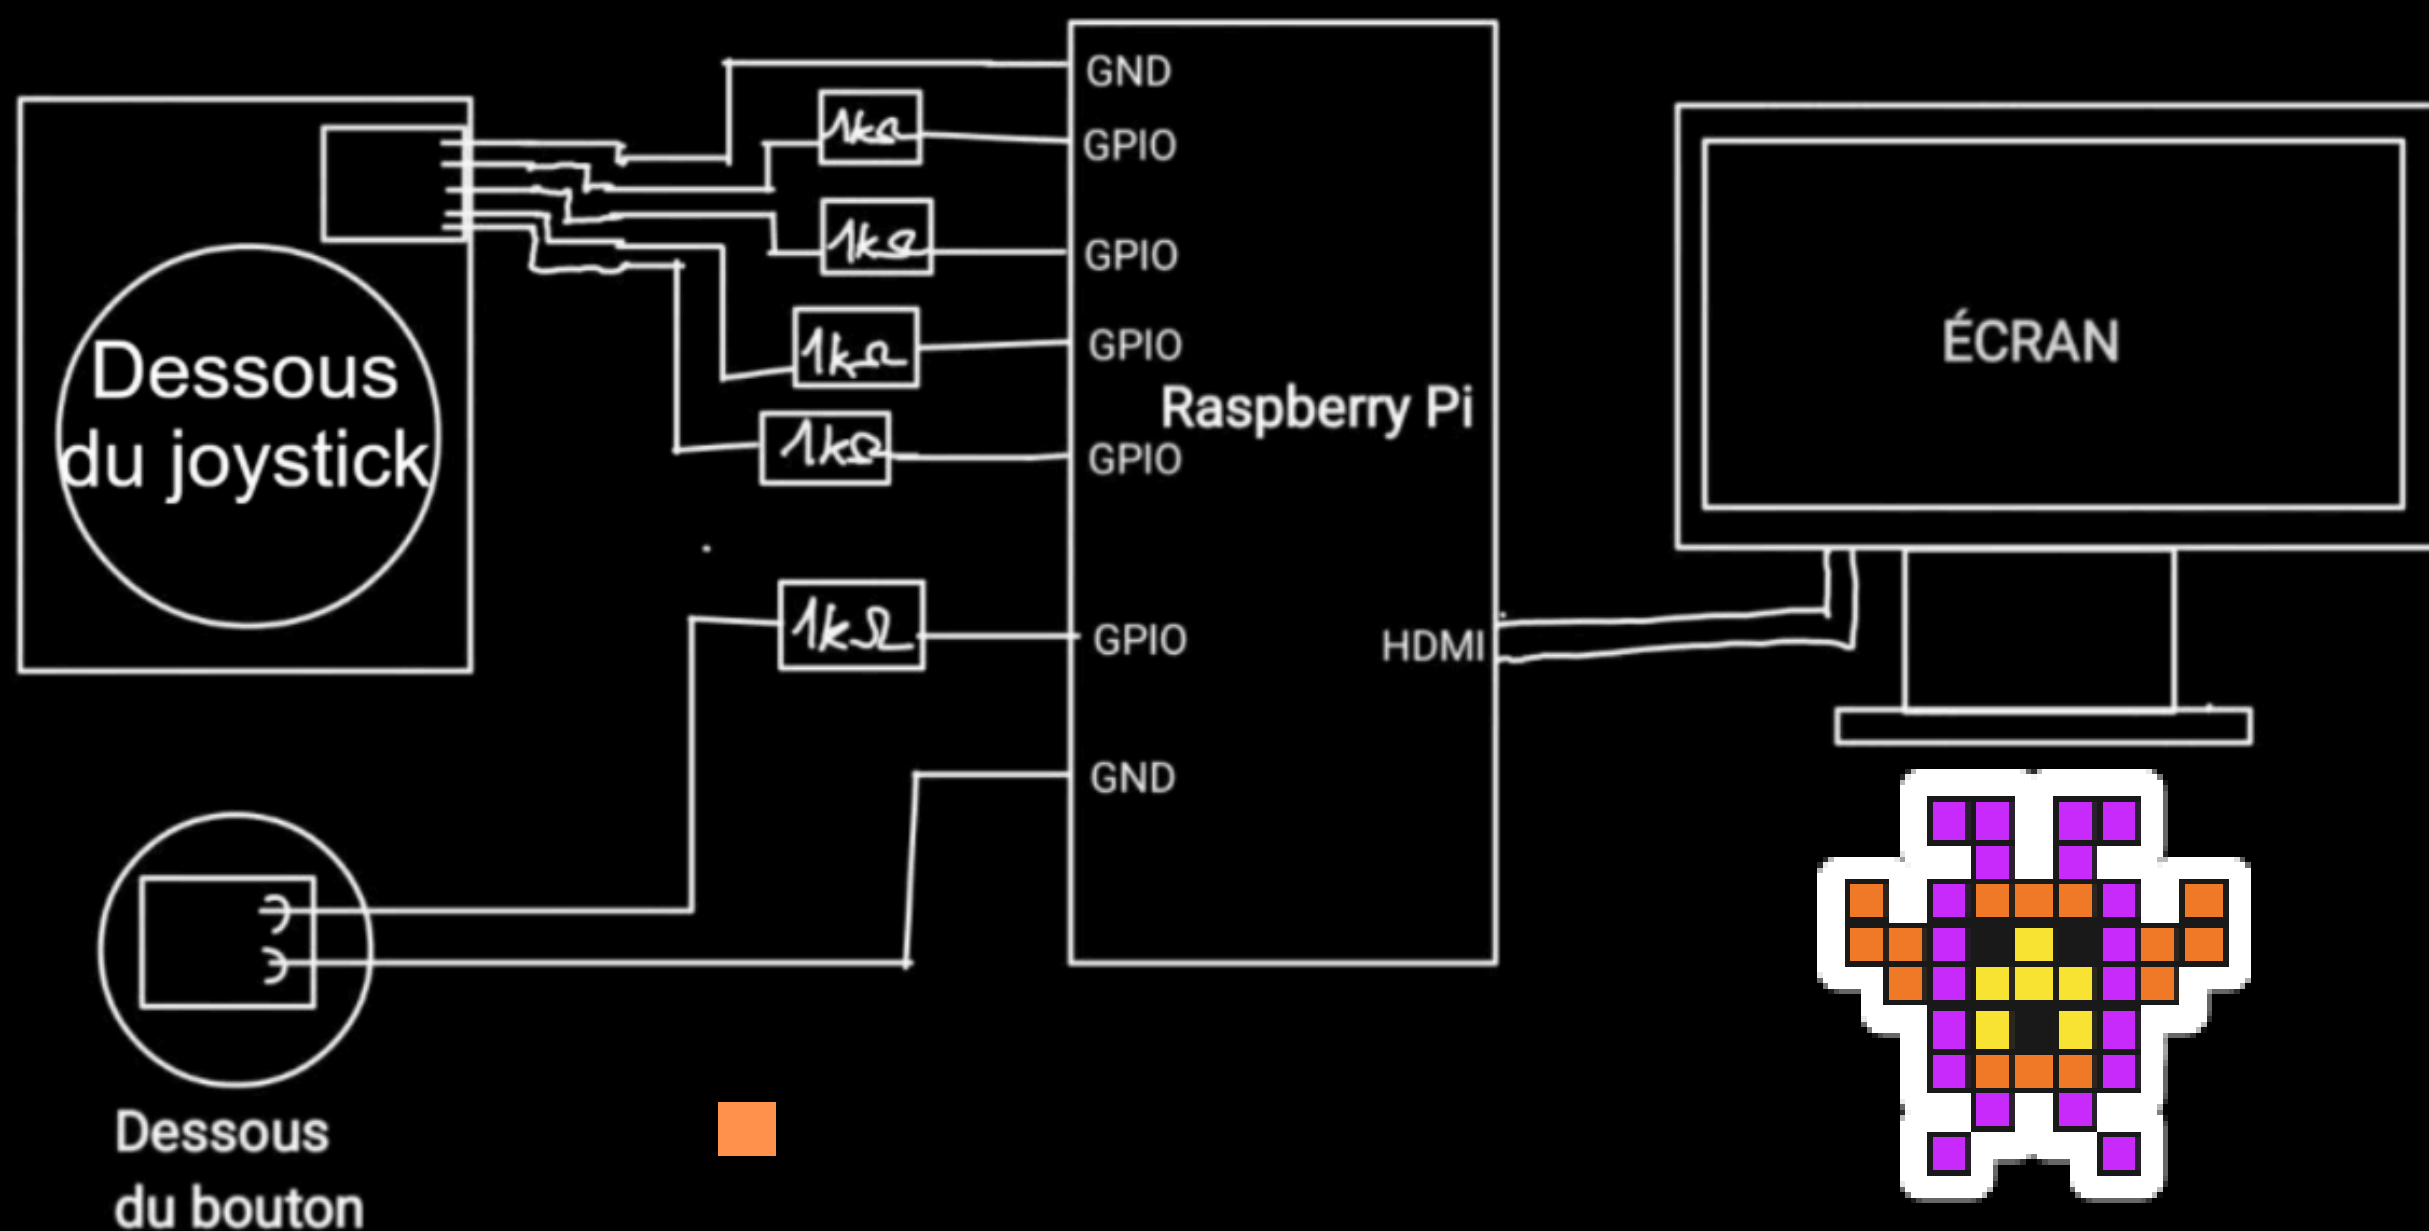 GND
1kΩ
GPIO
1kΩ
GPIO
1kΩ
GPIO
1kΩ
GPIO
Raspberry Pi
Dessous
du joystick
ÉCRAN
1kΩ
GPIO
HDMI
GND
Dessous
du bouton